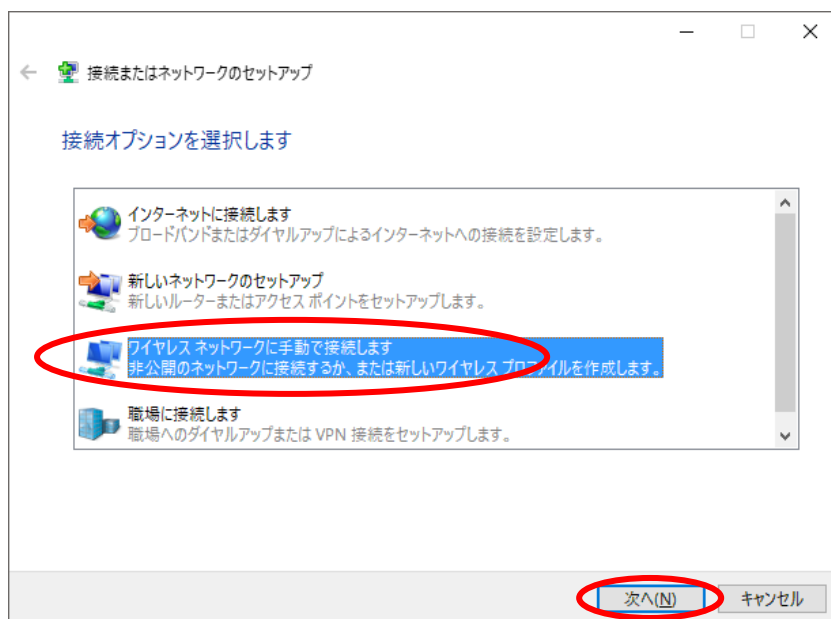 接続またはネットワークのセットアップ
接続オプションを選択します
インターネットに接続します
ブロードバンドまたはダイヤルアップによるインターネットへの接続を設定します。
新しいネットワークのセットアップ
新しいルーターまたはアクセス ポイントをセットアップします。
ワイヤレス ネットワークに手動で接続します
非公開のネットワークに接続するか、または新しいワイヤレス プロファイルを作成します。
職場に接続します
職場へのダイヤルアップまたは VPN 接続をセットアップします。
次へ(N)
キャンセル